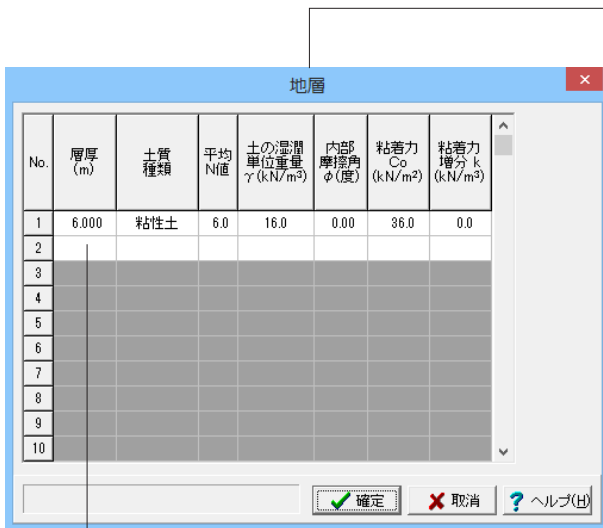 地層
No. 層厚 (m) 土質 種類 平均 N値 土の湿潤 単位重量 γ(kN/m³) 内部 摩擦角 φ(度) 粘着力 Co (kN/m²) 粘着力 増分 k (kN/m³)
1 6.000 粘性土 6.0 16.0 0.00 36.0 0.0
2
3
4
5
6
7
8
9
10
確定 取消 ヘルプ(H)